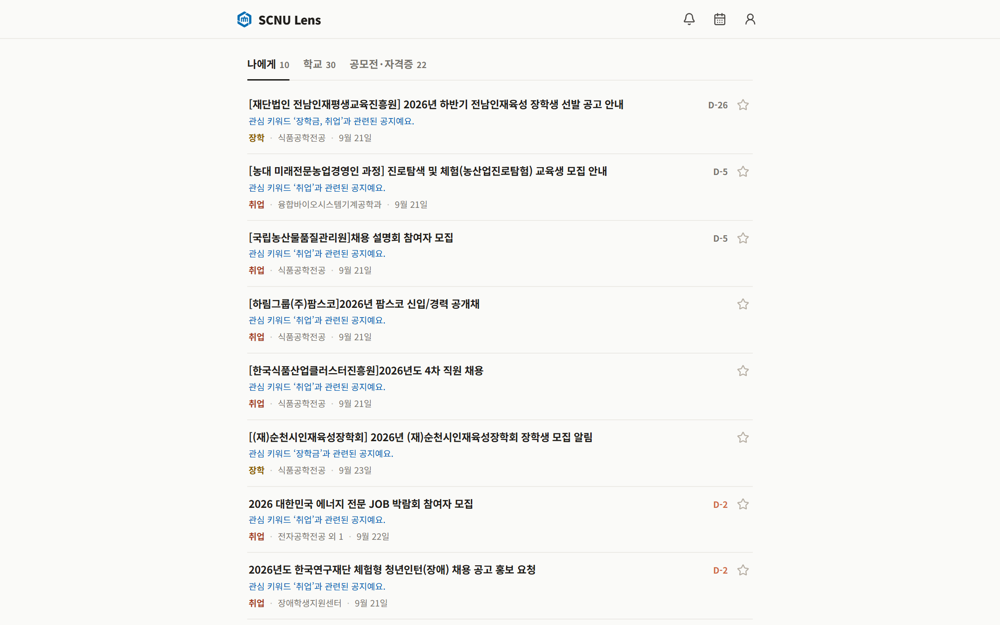 SCNU Lens
나에게 10 학교 30 공모전·자격증 22
[재단법인 전남인재평생교육진흥원] 2026년 하반기 전남인재육성 장학생 선발 공고 안내 D-26
관심 키워드 ‘장학금, 취업’과 관련된 공지예요.
장학 · 식품공학전공 · 9월 21일
[농대 미래전문농업경영인 과정] 진로탐색 및 체험(농산업진로탐험) 교육생 모집 안내 D-5
관심 키워드 ‘취업’과 관련된 공지예요.
취업 · 융합바이오시스템기계공학과 · 9월 21일
[국립농산물품질관리원]채용 설명회 참여자 모집 D-5
관심 키워드 ‘취업’과 관련된 공지예요.
취업 · 식품공학전공 · 9월 21일
[하림그룹(주)팜스코]2026년 팜스코 신입/경력 공개채
관심 키워드 ‘취업’과 관련된 공지예요.
취업 · 식품공학전공 · 9월 21일
[한국식품산업클러스터진흥원]2026년도 4차 직원 채용
관심 키워드 ‘취업’과 관련된 공지예요.
취업 · 식품공학전공 · 9월 21일
[(재)순천시인재육성장학회] 2026년 (재)순천시인재육성장학회 장학생 모집 알림
관심 키워드 ‘장학금’과 관련된 공지예요.
장학 · 식품공학전공 · 9월 23일
2026 대한민국 에너지 전문 JOB 박람회 참여자 모집 D-2
관심 키워드 ‘취업’과 관련된 공지예요.
취업 · 전자공학전공 외 1 · 9월 22일
2026년도 한국연구재단 체험형 청년인턴(장애) 채용 공고 홍보 요청 D-2
관심 키워드 ‘취업’과 관련된 공지예요.
취업 · 장애학생지원센터 · 9월 21일